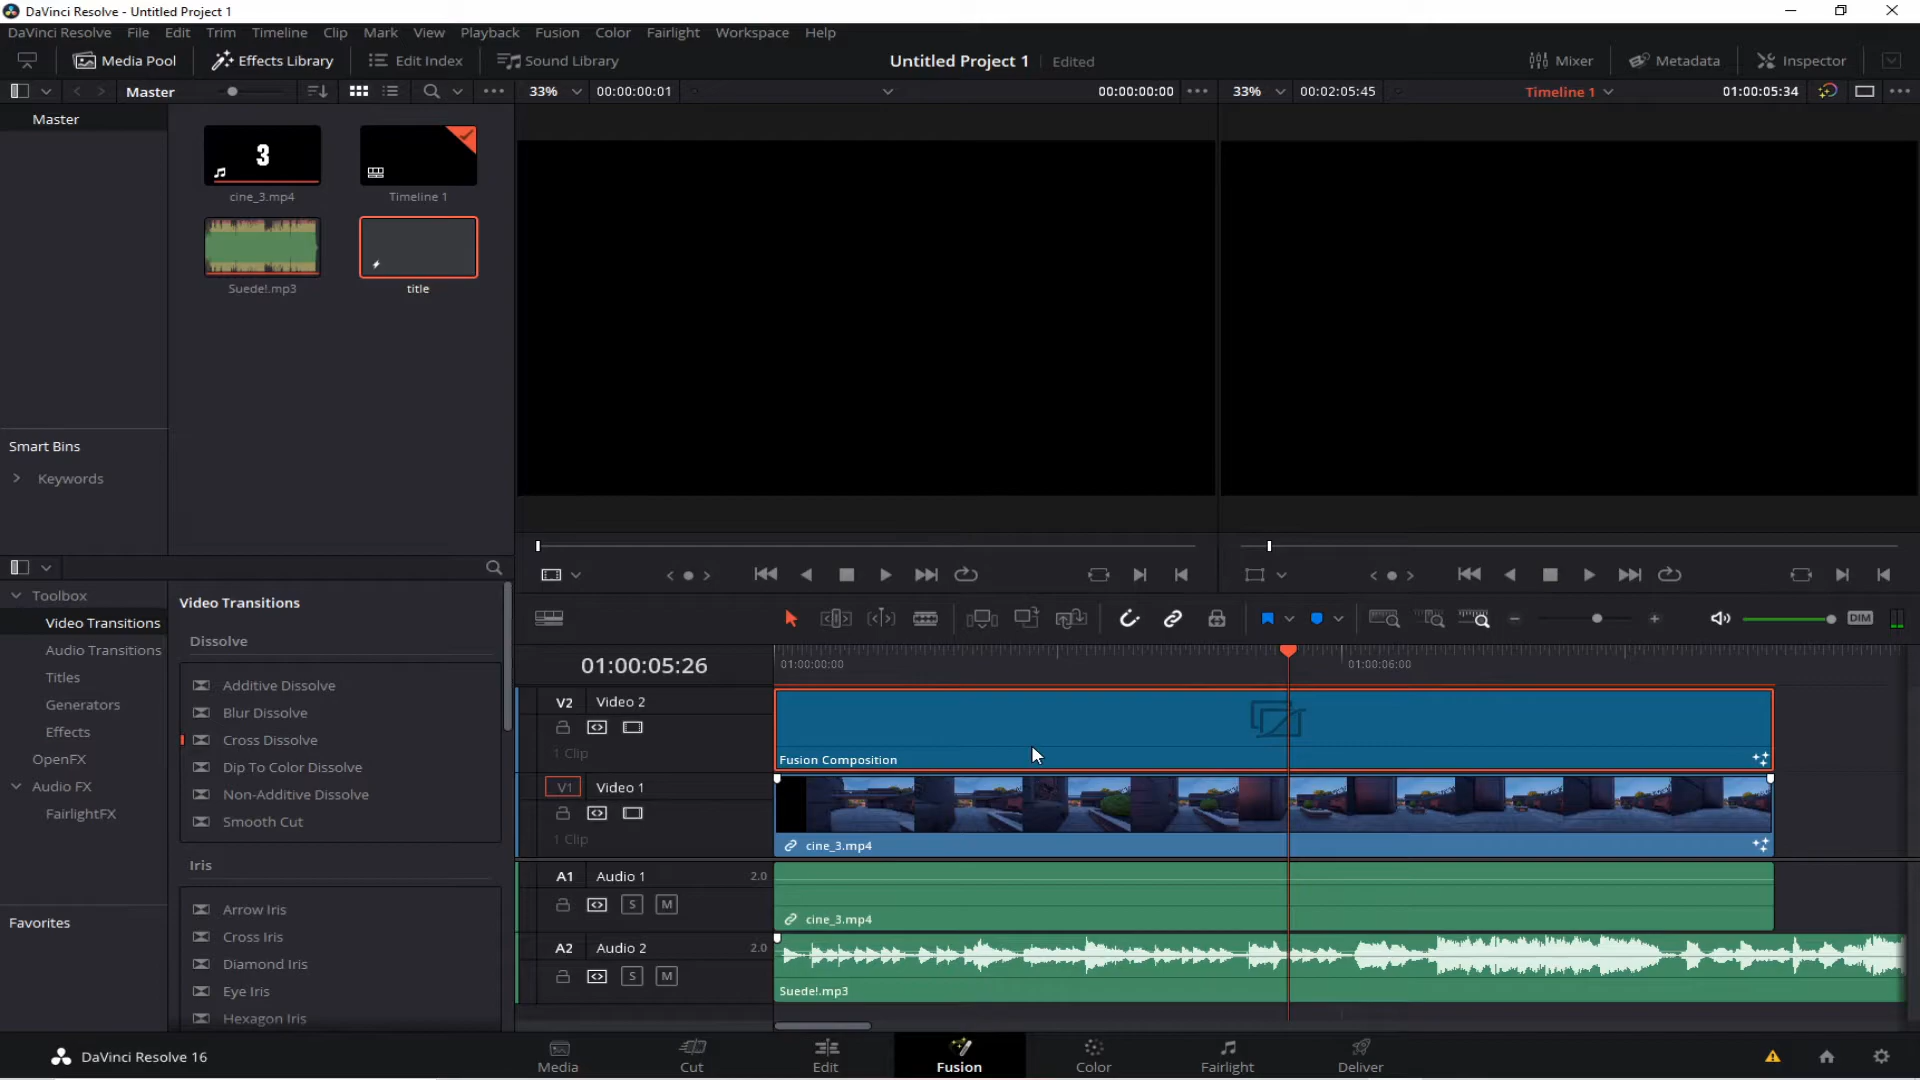 DaVinci Resolve - Untitled Project 1
DaVinci Resolve File Edit Trim Timeline Clip Mark View Playback Fusion Color Fairlight Workspace Help
Media Pool Effects Library Edit Index Sound Library Untitled Project 1 Edited Mixer Metadata Inspector
Master 33% 00:00:00:01 00:00:00:00 33% 00:02:05:45 Timeline 1 01:00:05:34
Master
3
cine_3.mp4 Timeline 1
Suede!.mp3 title
Smart Bins
Keywords
Toolbox
Video Transitions
Audio Transitions
Titles
Generators
Effects
OpenFX
Audio FX
FairlightFX
Favorites
Video Transitions
Dissolve
Additive Dissolve
Blur Dissolve
Cross Dissolve
Dip To Color Dissolve
Non-Additive Dissolve
Smooth Cut
Iris
Arrow Iris
Cross Iris
Diamond Iris
Eye Iris
Hexagon Iris
DIM
01:00:05:26 01:00:00:00 01:00:06:00
V2 Video 2
1 Clip
Fusion Composition
V1 Video 1
1 Clip
cine_3.mp4
A1 Audio 1 2.0
S M
cine_3.mp4
A2 Audio 2 2.0
S M
Suede!.mp3
DaVinci Resolve 16
Media Cut Edit Fusion Color Fairlight Deliver